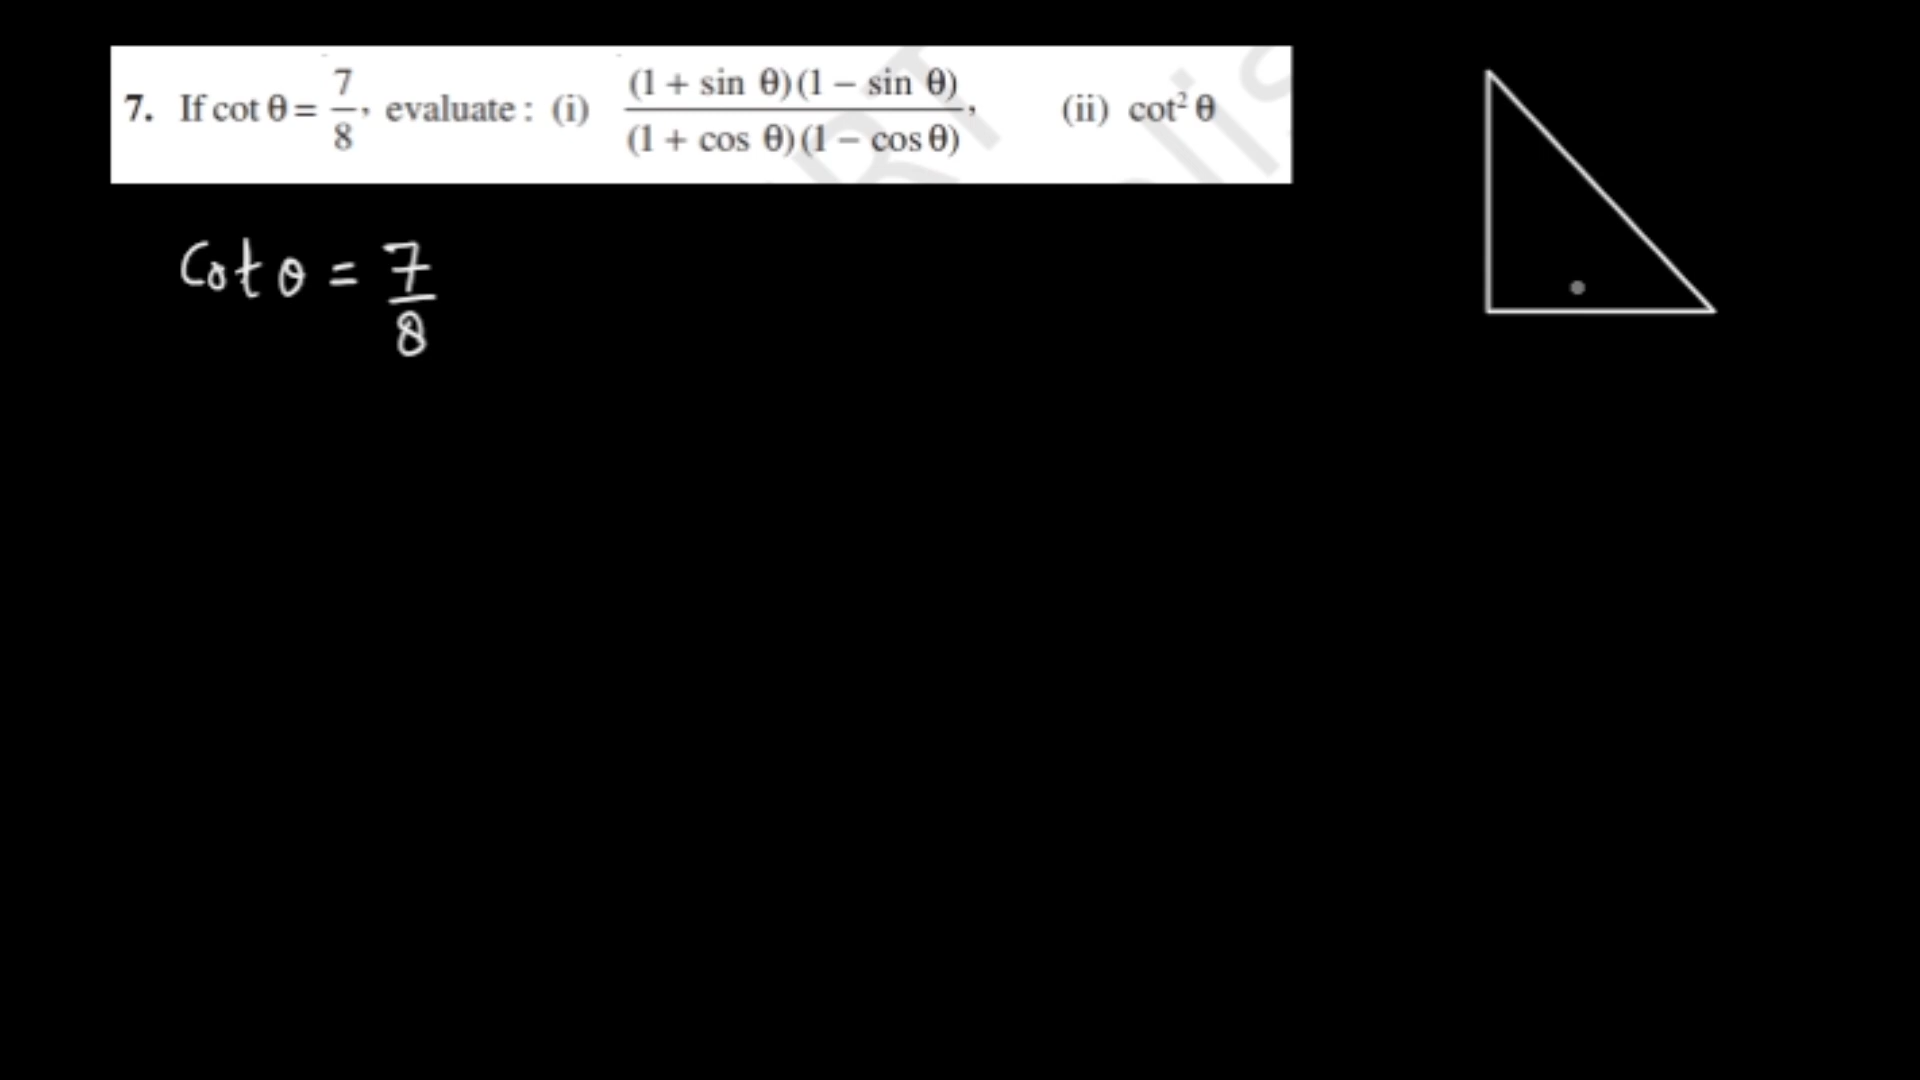 7. If cot θ = 7/8, evaluate : (i) (1 + sin θ)(1 – sin θ)/(1 + cos θ)(1 – cos θ), (ii) cot² θ
Cot θ = 7/8